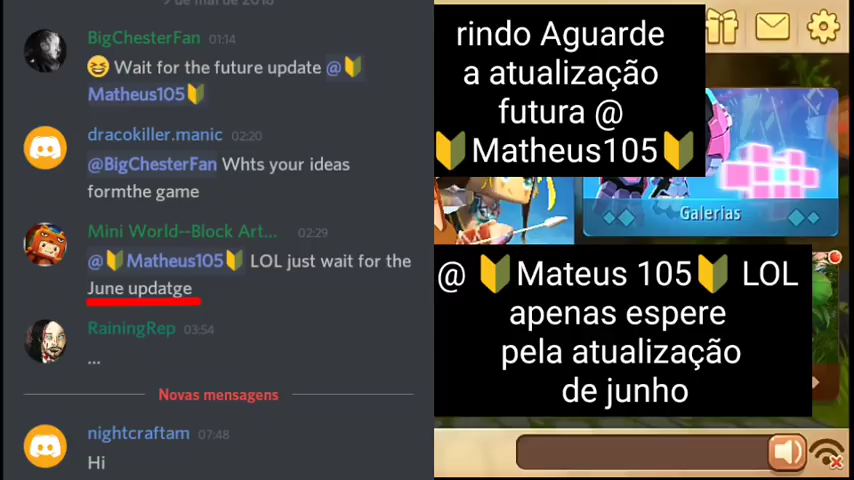 BigChesterFan 01:14
😆 Wait for the future update @🔰
Matheus105🔰
dracokiller.manic 02:20
@BigChesterFan Whts your ideas
formthe game
Mini World--Block Art... 02:29
@🔰Matheus105🔰 LOL just wait for the
June updatge
RainingRep 03:54
...
Novas mensagens
nightcraftam 07:48
Hi
rindo Aguarde
a atualização
futura @
🔰Matheus105🔰
Galerias
@ 🔰Mateus 105🔰 LOL
apenas espere
pela atualização
de junho